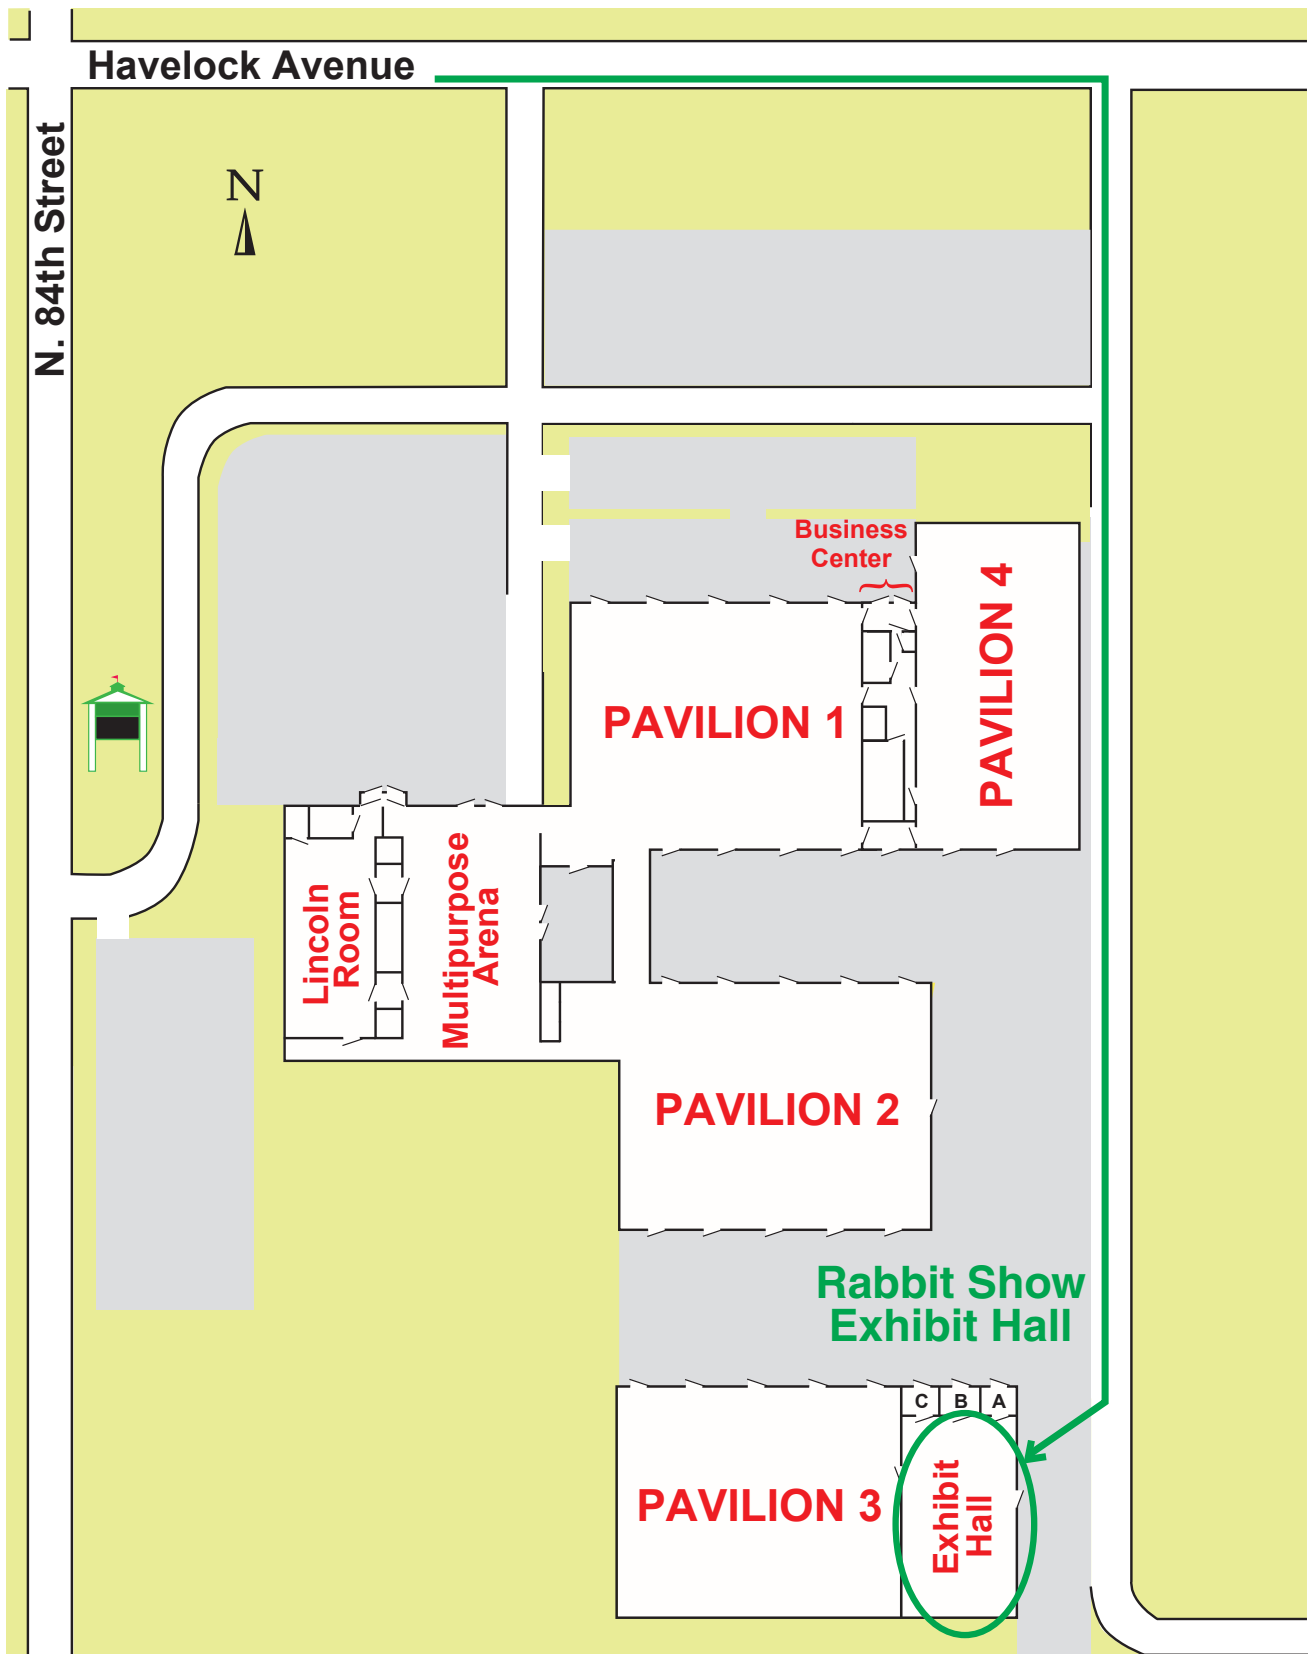 Havelock Avenue
N. 84th Street
N
Business
Center
PAVILION 4
PAVILION 1
Lincoln
Room
Multipurpose
Arena
PAVILION 2
Rabbit Show
Exhibit Hall
C B A
PAVILION 3
Exhibit
Hall